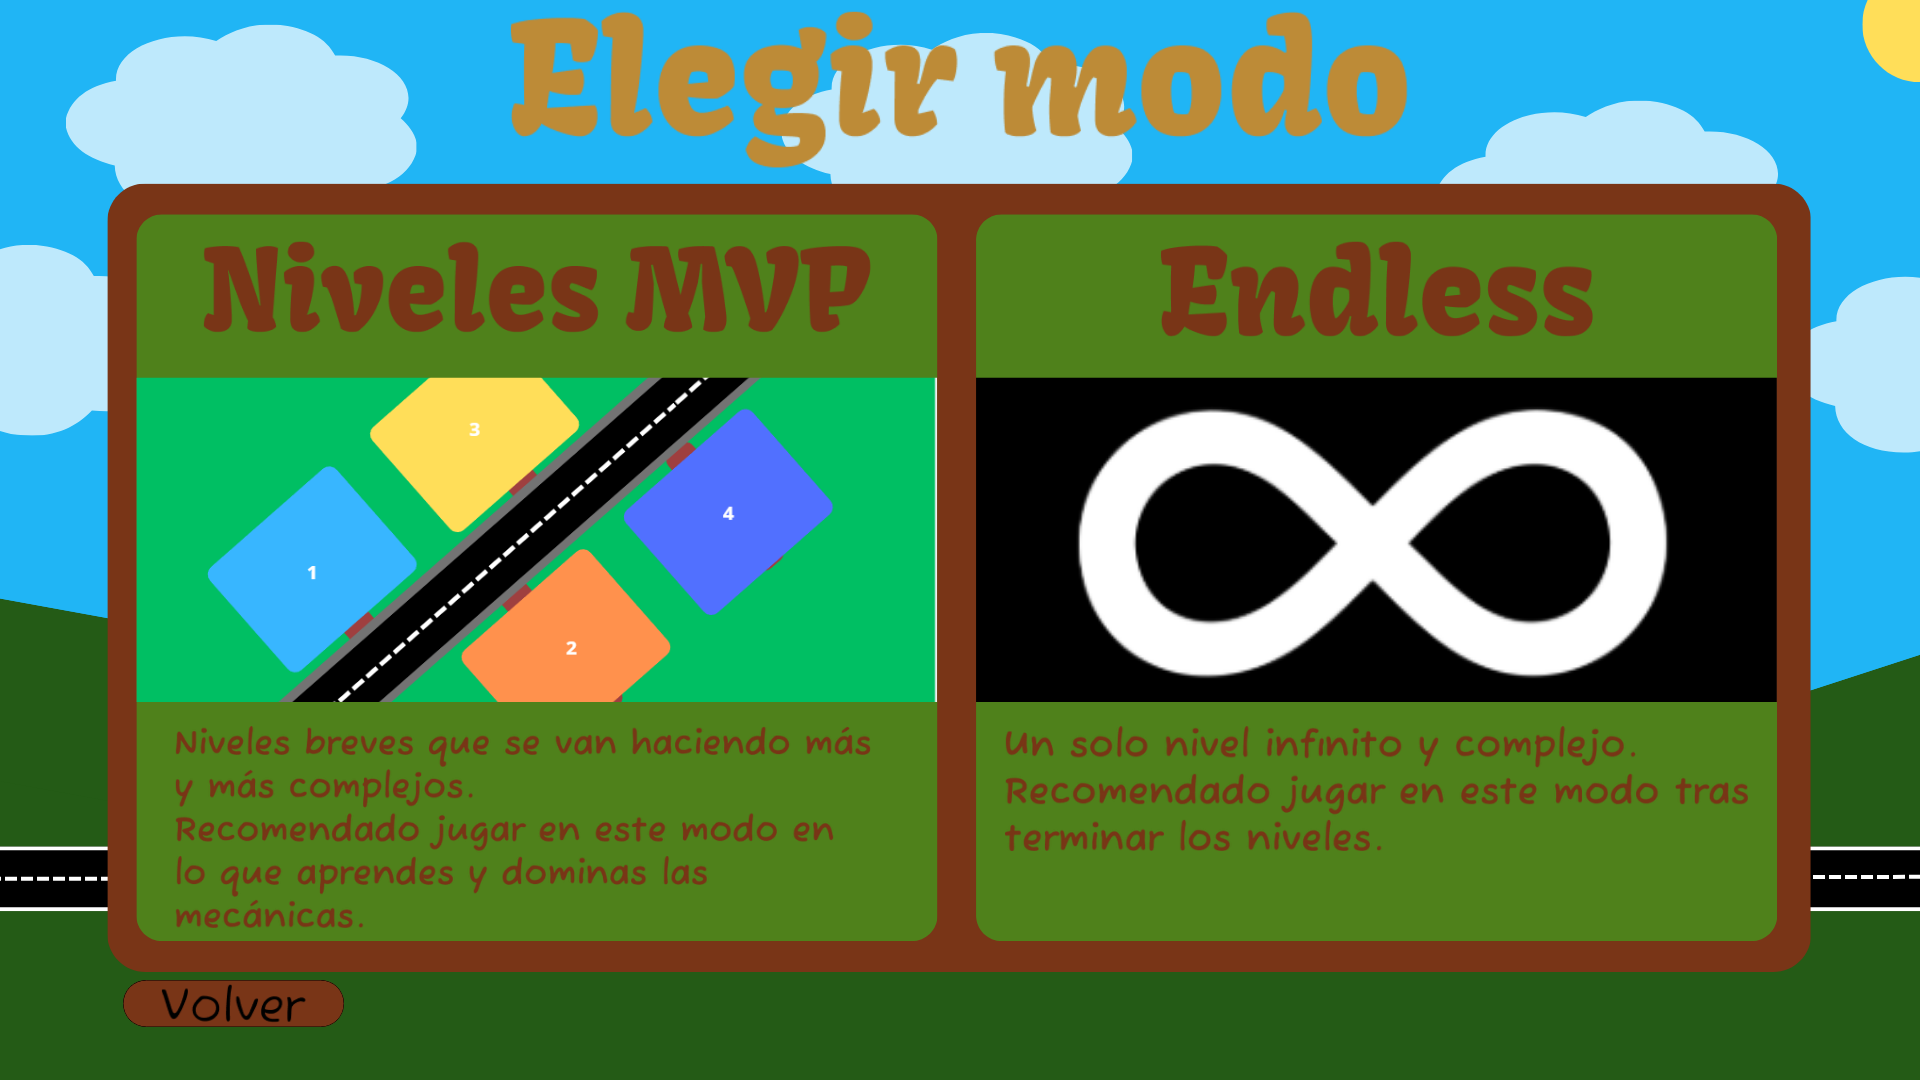 Elegir modo
Niveles MVP
3
4
1
2
Niveles breves que se van haciendo más
y más complejos.
Recomendado jugar en este modo en
lo que aprendes y dominas las
mecánicas.
Endless
Un solo nivel infinito y complejo.
Recomendado jugar en este modo tras
terminar los niveles.
Volver